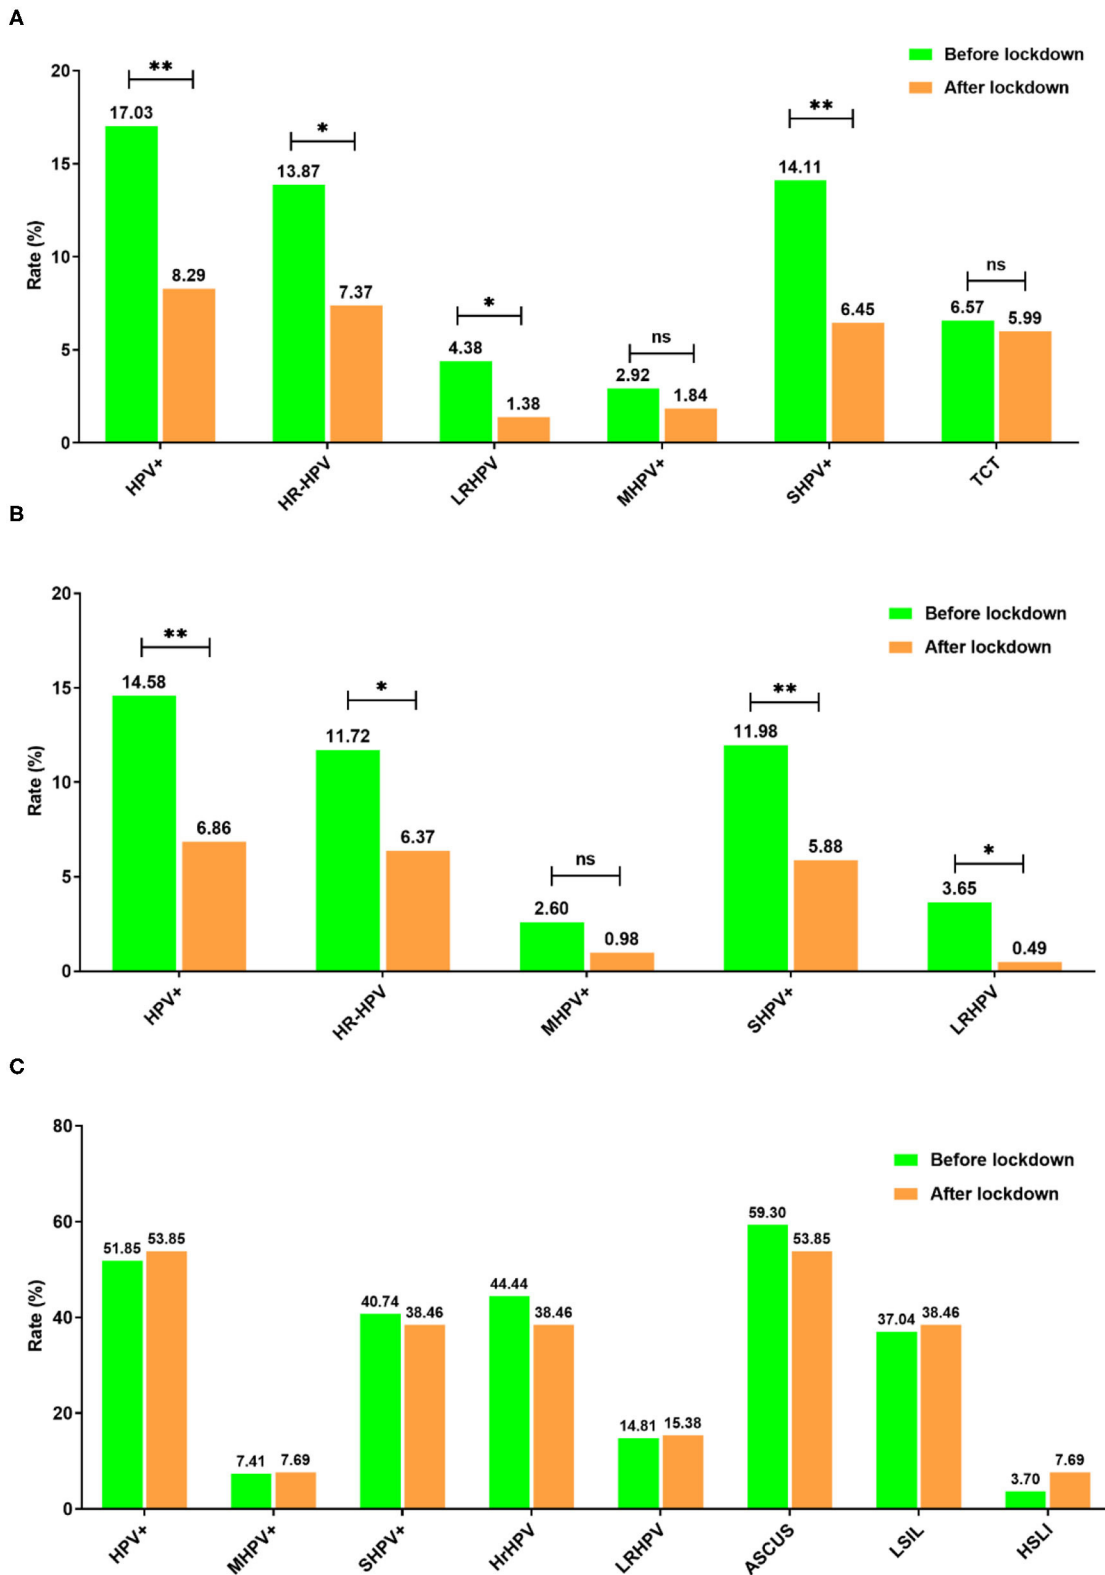 A
Before lockdown
After lockdown
Rate (%)
20
15
10
5
0
**
17.03
8.29
*
13.87
7.37
*
4.38
1.38
ns
2.92
1.84
**
14.11
6.45
ns
6.57
5.99
HPV+
HR-HPV
LRHPV
MHPV+
SHPV+
TCT
B
Before lockdown
After lockdown
Rate (%)
20
15
10
5
0
**
14.58
6.86
*
11.72
6.37
ns
2.60
0.98
**
11.98
5.88
*
3.65
0.49
HPV+
HR-HPV
MHPV+
SHPV+
LRHPV
C
Before lockdown
After lockdown
Rate (%)
80
60
40
20
0
51.85
53.85
7.41
7.69
40.74
38.46
44.44
38.46
14.81
15.38
59.30
53.85
37.04
38.46
3.70
7.69
HPV+
MHPV+
SHPV+
HrHPV
LRHPV
ASCUS
LSIL
HSLI